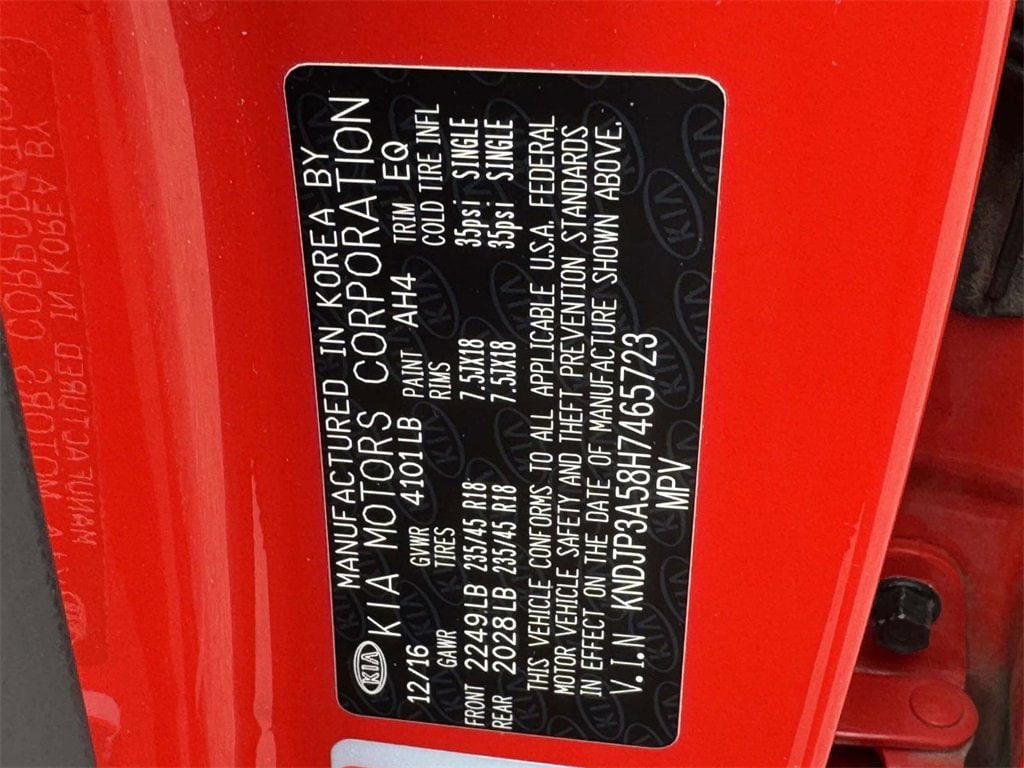 MANUFACTURED IN KOREA BY
KIA KIA MOTORS CORPORATION
12/16 GVWR 4101LB PAINT AH4 TRIM EQ
GAWR TIRES RIMS COLD TIRE INFL
FRONT 2249LB 235/45 R18 7.5JX18 35psi SINGLE
REAR 2028LB 235/45 R18 7.5JX18 35psi SINGLE
THIS VEHICLE CONFORMS TO ALL APPLICABLE U.S.A. FEDERAL
MOTOR VEHICLE SAFETY AND THEFT PREVENTION STANDARDS
IN EFFECT ON THE DATE OF MANUFACTURE SHOWN ABOVE.
V.I.N KNDJP3A58H7465723
MPV